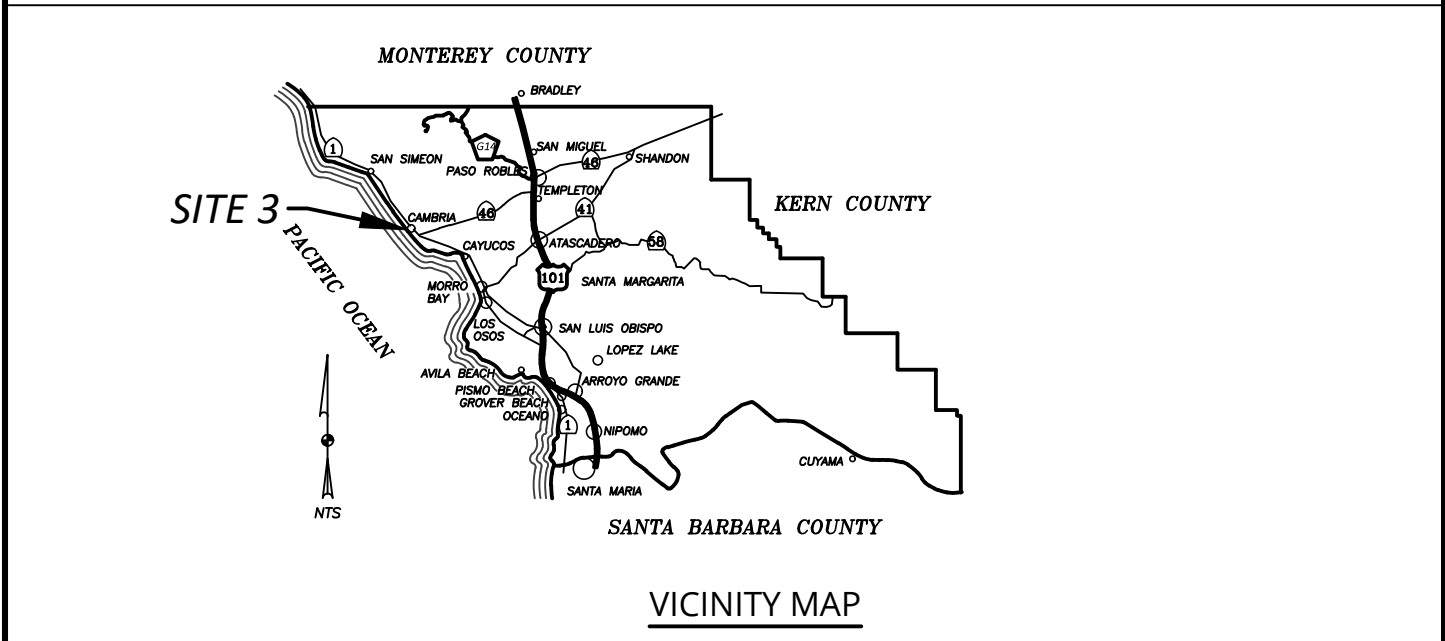 MONTEREY COUNTY
BRADLEY
1
G14
SAN MIGUEL
46
SHANDON
SAN SIMEON
PASO ROBLES
TEMPLETON
KERN COUNTY
SITE 3
CAMBRIA
46
41
PACIFIC OCEAN
CAYUCOS
ATASCADERO
58
101
SANTA MARGARITA
MORRO
BAY
LOS
OSOS
SAN LUIS OBISPO
LOPEZ LAKE
AVILA BEACH
ARROYO GRANDE
PISMO BEACH
GROVER BEACH
OCEANO
1
NIPOMO
CUYAMA
SANTA MARIA
NTS
SANTA BARBARA COUNTY
VICINITY MAP